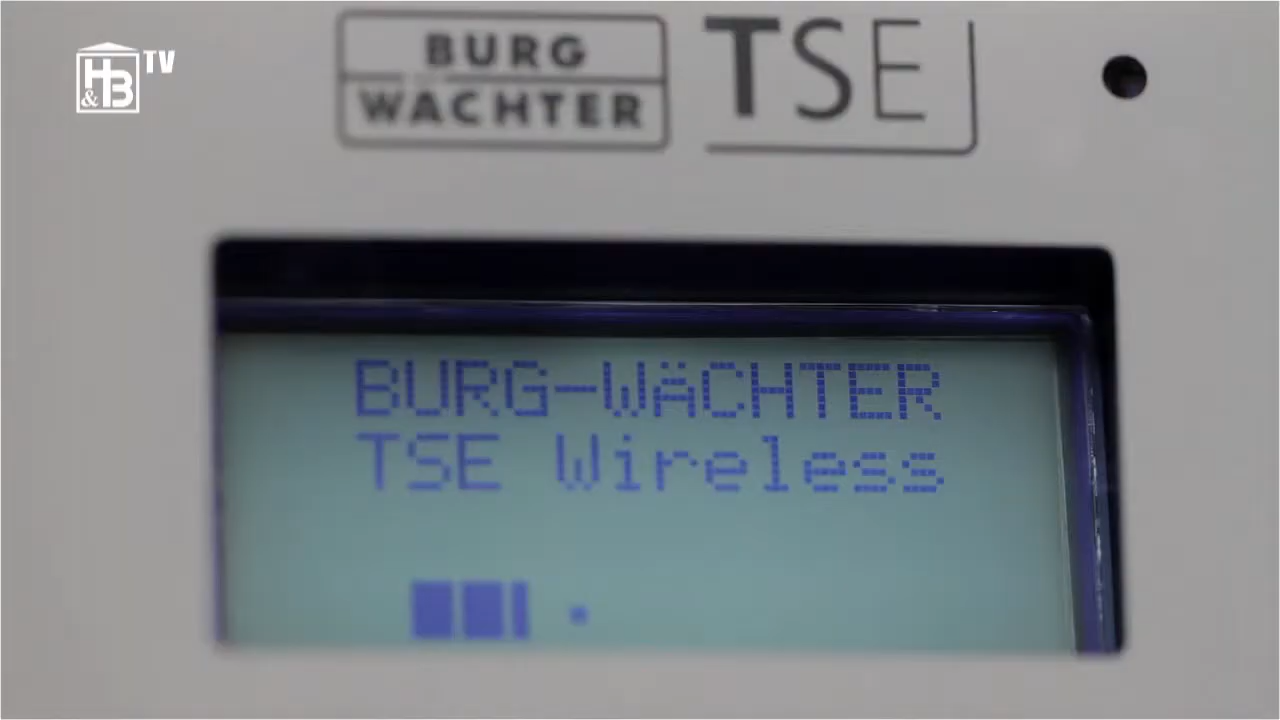 H&B TV
BURG
WÄCHTER
TSE
BURG-WÄCHTER
TSE Wireless